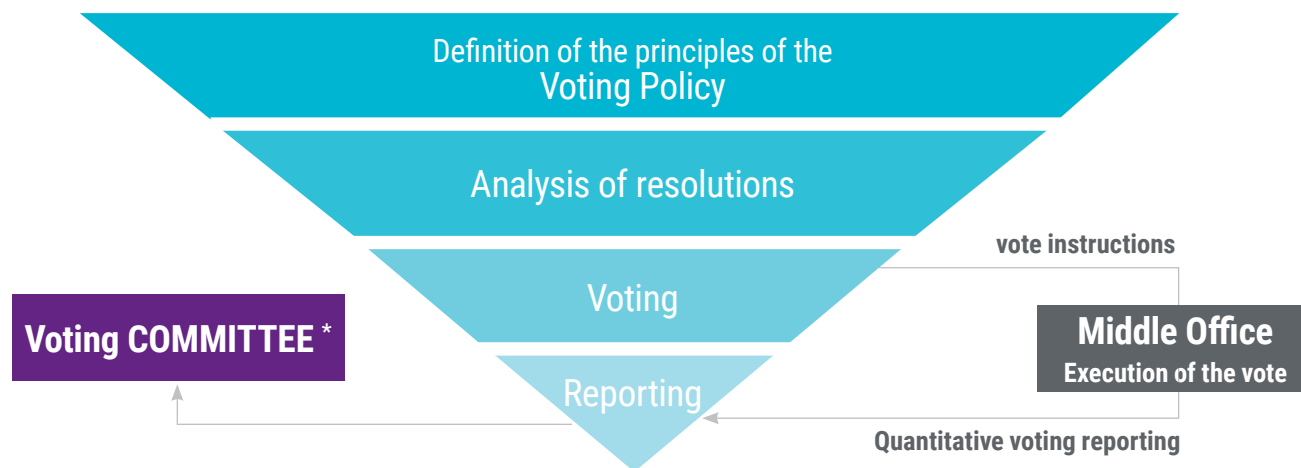 Definition of the principles of the
Voting Policy
Analysis of resolutions
vote instructions
Voting
Voting COMMITTEE *
Middle Office
Execution of the vote
Reporting
Quantitative voting reporting